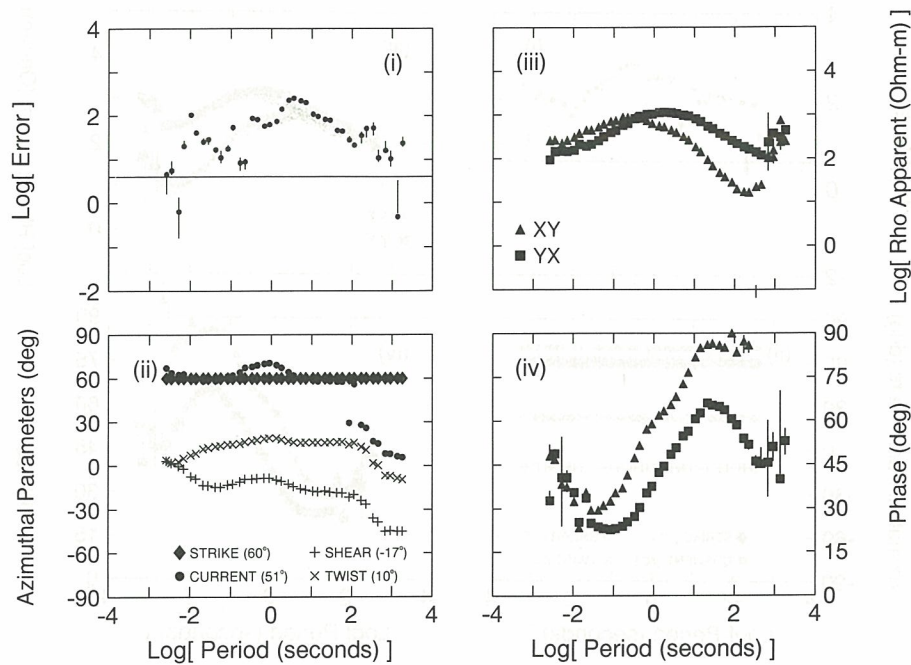 4
2
0
-2
Log[ Error ]
(i)
(iii)
▲ XY
■ YX
4
2
0
Log[ Rho Apparent (Ohm-m) ]
90
60
30
0
-30
-60
-90
Azimuthal Parameters (deg)
(ii)
◆ STRIKE (60°) + SHEAR (-17°)
● CURRENT (51°) × TWIST (10°)
-4 -2 0 2 4
Log[ Period (seconds) ]
(iv)
90
75
60
45
30
15
0
Phase (deg)
-4 -2 0 2 4
Log[ Period (seconds) ]